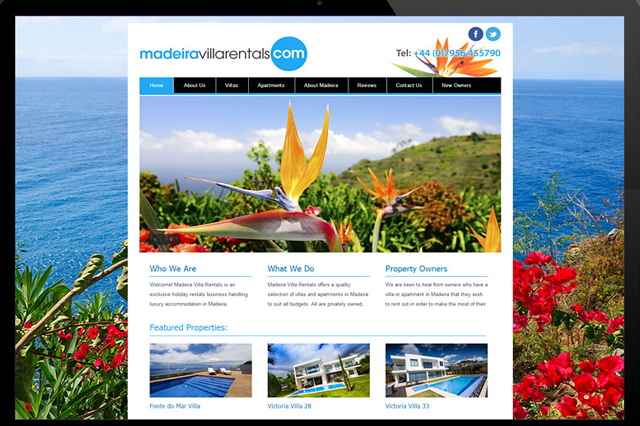 madeiravillarentals.com
Tel: +44 (0)7956 455790
Home About Us Villas Apartments About Madeira Reviews Contact Us New Owners
Who We Are
Welcome! Madeira Villa Rentals is an
exclusive holiday rentals business handling
luxury accommodation in Madeira.
What We Do
Madeira Villa Rentals offers a quality
selection of villas and apartments in Madeira
to suit all budgets. All are privately owned.
Property Owners
We are keen to hear from owners who have a
villa or apartment in Madeira that they wish
to rent out in order to make the most of their
Featured Properties:
Fonte do Mar Villa
Victoria Villa 28
Victoria Villa 33